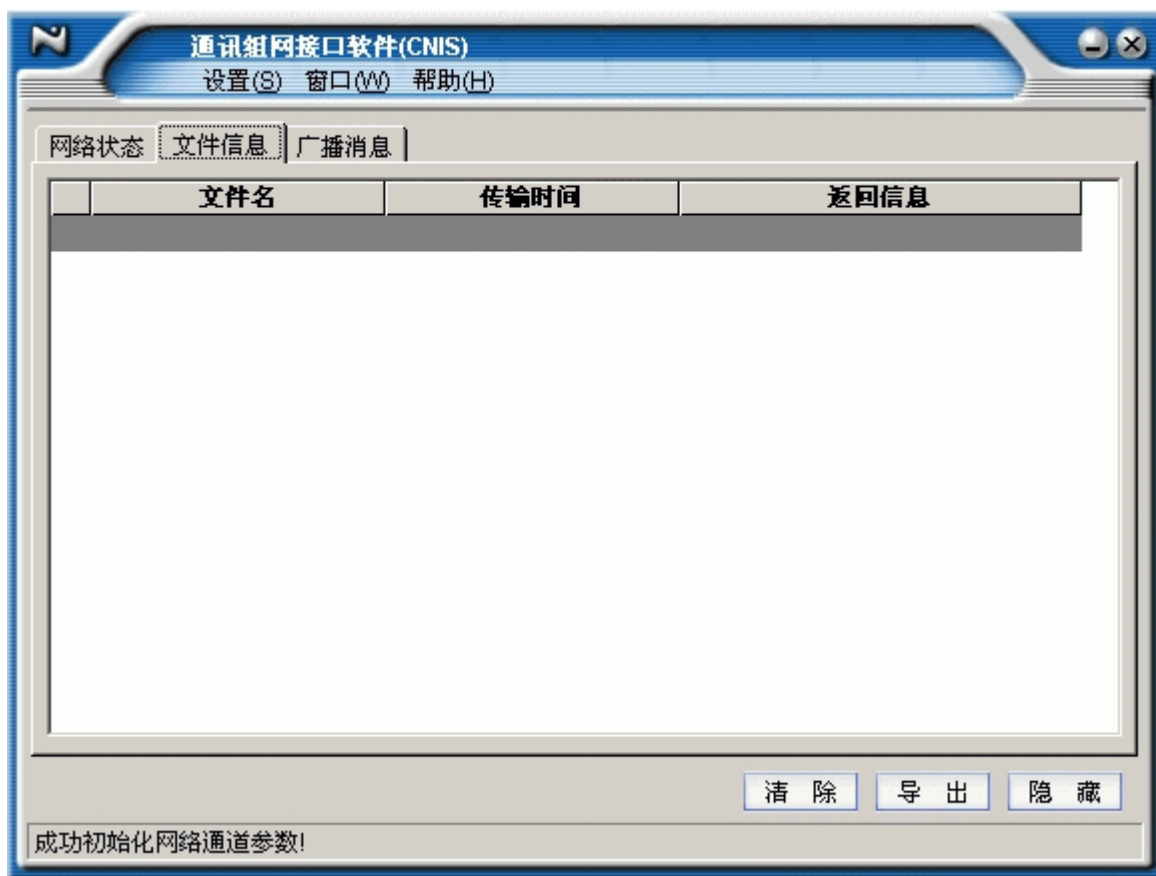 通讯组网接口软件(CNIS)
设置(S) 窗口(W) 帮助(H)
网络状态 文件信息 广播消息
文件名 传输时间 返回信息
清 除 导 出 隐 藏
成功初始化网络通道参数!